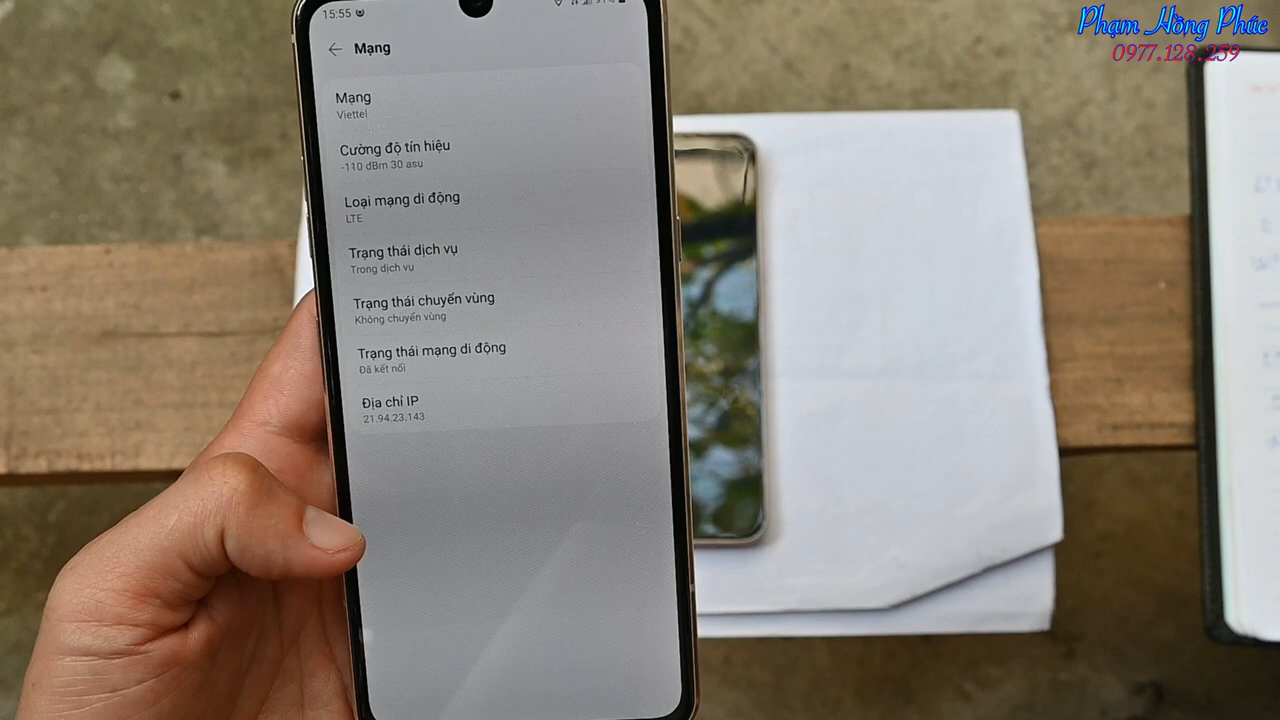 Phạm Hồng Phúc
0977.128.259
15:55
Mạng
Mạng
Viettel
Cường độ tín hiệu
-110 dBm 30 asu
Loại mạng di động
LTE
Trạng thái dịch vụ
Trong dịch vụ
Trạng thái chuyển vùng
Không chuyển vùng
Trạng thái mạng di động
Đã kết nối
Địa chỉ IP
21.94.23.143